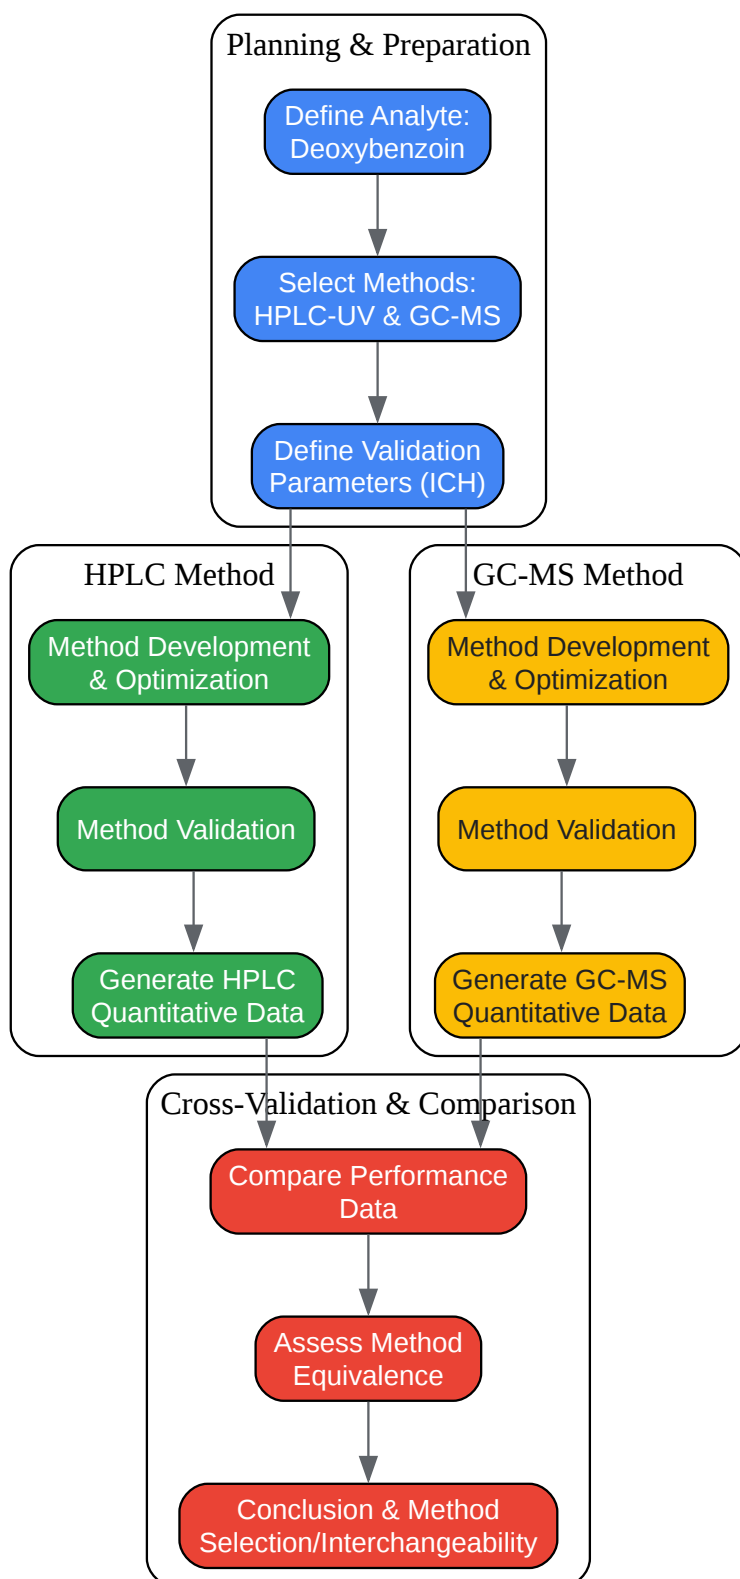 Planning & Preparation
Define Analyte:
Deoxybenzoin
Select Methods:
HPLC-UV & GC-MS
Define Validation
Parameters (ICH)
HPLC Method
Method Development
& Optimization
Method Validation
Generate HPLC
Quantitative Data
GC-MS Method
Method Development
& Optimization
Method Validation
Generate GC-MS
Quantitative Data
Cross-Validation & Comparison
Compare Performance
Data
Assess Method
Equivalence
Conclusion & Method
Selection/Interchangeability